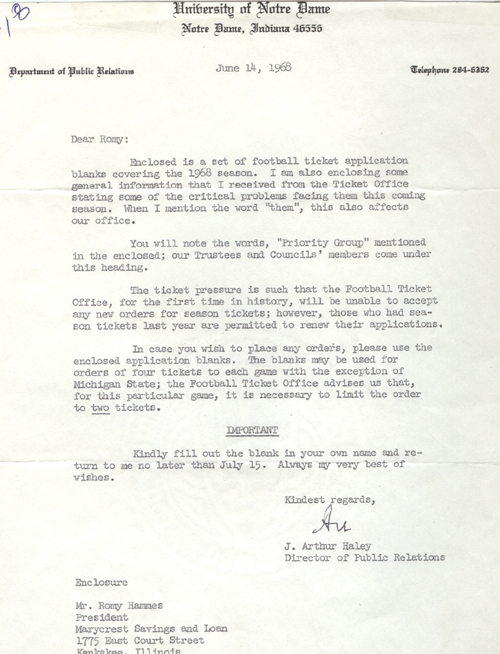 University of Notre Dame
Notre Dame, Indiana 46556
Department of Public Relations
June 14, 1968
Telephone 284-6362
Dear Romy:
Enclosed is a set of football ticket application
blanks covering the 1968 season. I am also enclosing some
general information that I received from the Ticket Office
stating some of the critical problems facing them this coming
season. When I mention the word "them", this also affects
our office.
You will note the words, "Priority Group" mentioned
in the enclosed; our Trustees and Councils' members come under
this heading.
The ticket pressure is such that the Football Ticket
Office, for the first time in history, will be unable to accept
any new orders for season tickets; however, those who had sea-
son tickets last year are permitted to renew their applications.
In case you wish to place any orders, please use the
enclosed application blanks. The blanks may be used for
orders of four tickets to each game with the exception of
Michigan State; the Football Ticket Office advises us that,
for this particular game, it is necessary to limit the order
to two tickets.
IMPORTANT
Kindly fill out the blank in your own name and re-
turn to me no later than July 15. Always my very best of
wishes.
Kindest regards,
Art
J. Arthur Haley
Director of Public Relations
Enclosure
Mr. Romy Hammes
President
Marycrest Savings and Loan
1775 East Court Street
Kankakee, Illinois